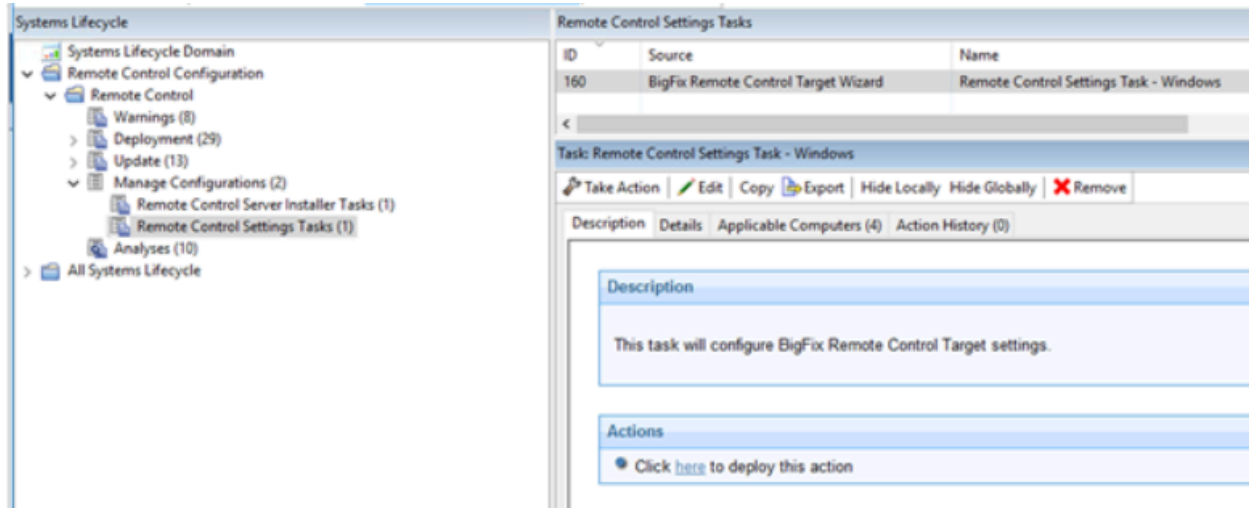 Systems Lifecycle
Systems Lifecycle Domain
Remote Control Configuration
Remote Control
Warnings (8)
Deployment (29)
Update (13)
Manage Configurations (2)
Remote Control Server Installer Tasks (1)
Remote Control Settings Tasks (1)
Analyses (10)
All Systems Lifecycle
Remote Control Settings Tasks
ID Source Name
160 BigFix Remote Control Target Wizard Remote Control Settings Task - Windows
Task: Remote Control Settings Task - Windows
Take Action Edit Copy Export Hide Locally Hide Globally Remove
Description Details Applicable Computers (4) Action History (0)
Description
This task will configure BigFix Remote Control Target settings.
Actions
Click here to deploy this action